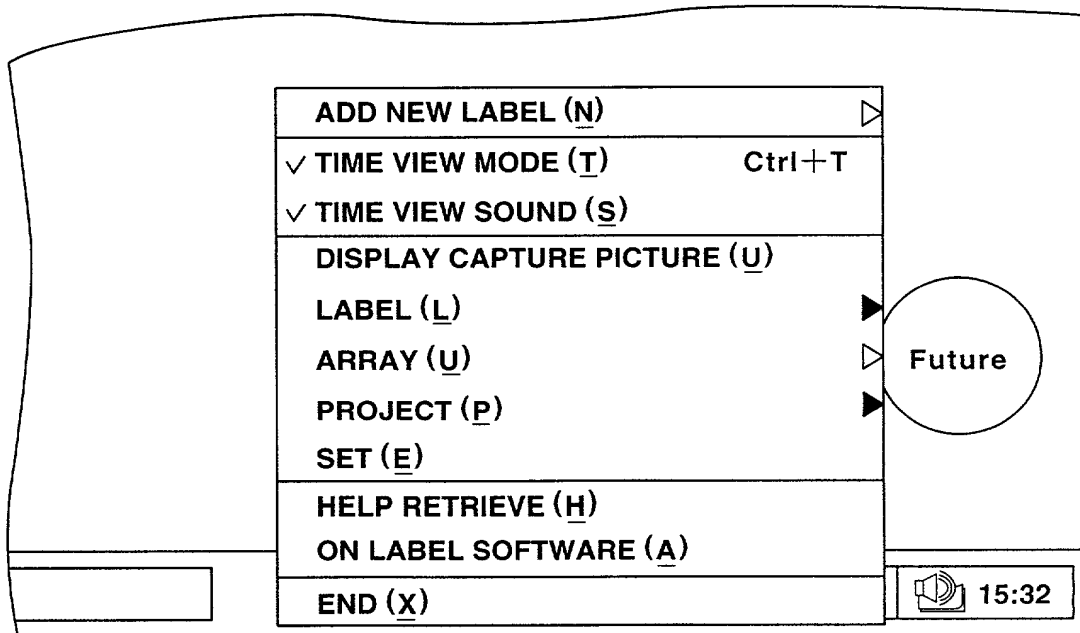 ADD NEW LABEL (N)
✓ TIME VIEW MODE (T) Ctrl+T
✓ TIME VIEW SOUND (S)
DISPLAY CAPTURE PICTURE (U)
LABEL (L)
ARRAY (U)
Future
PROJECT (P)
SET (E)
HELP RETRIEVE (H)
ON LABEL SOFTWARE (A)
END (X)
15:32